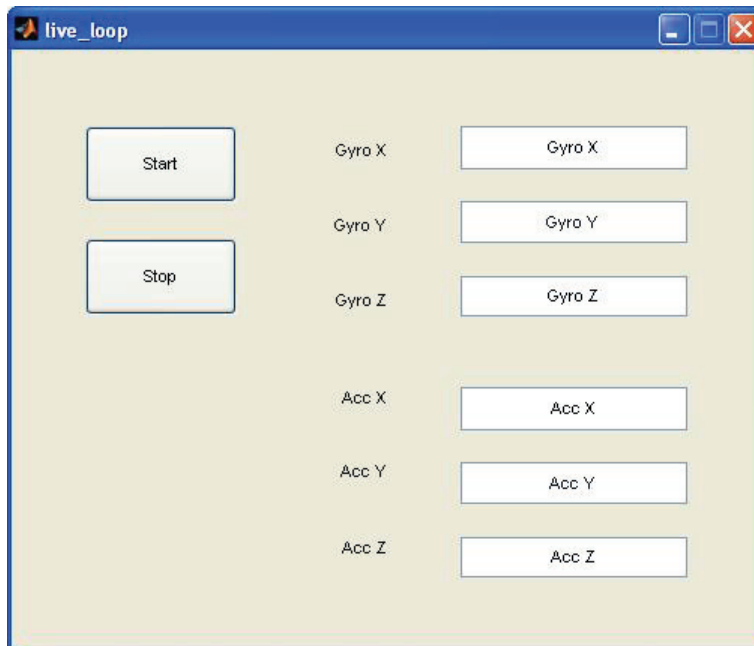 live_loop
Start
Gyro X Gyro X
Gyro Y Gyro Y
Stop
Gyro Z Gyro Z
Acc X Acc X
Acc Y Acc Y
Acc Z Acc Z